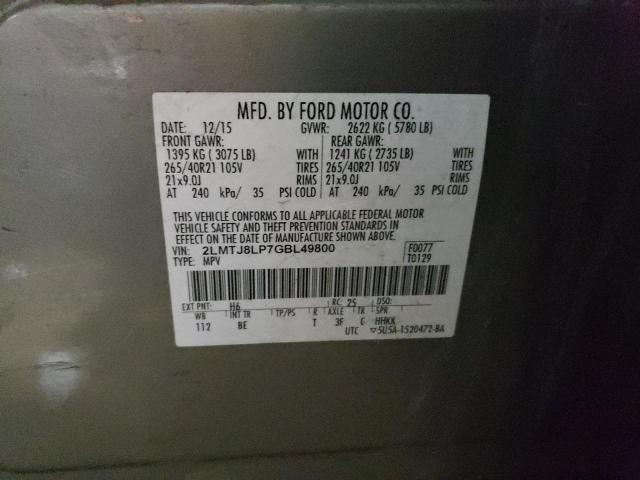 MFD. BY FORD MOTOR CO.
DATE: 12/15 GVWR: 2622 KG ( 5780 LB)
FRONT GAWR: REAR GAWR:
1395 KG ( 3075 LB) WITH 1241 KG ( 2735 LB) WITH
265/40R21 105V TIRES 265/40R21 105V TIRES
21x9.0J RIMS 21x9.0J RIMS
AT 240 kPa/ 35 PSI COLD AT 240 kPa/ 35 PSI COLD
THIS VEHICLE CONFORMS TO ALL APPLICABLE FEDERAL MOTOR
VEHICLE SAFETY AND THEFT PREVENTION STANDARDS IN
EFFECT ON THE DATE OF MANUFACTURE SHOWN ABOVE.
VIN: 2LMTJ8LP7GBL49800 F0077
TYPE: MPV T0129
EXT PNT: H6 RC: 25 DSO:
WB INT TR TP/PS R AXLE TR SPR
112 BE T 3F C HHKK
UTC ▽5U5A-1520472-BA